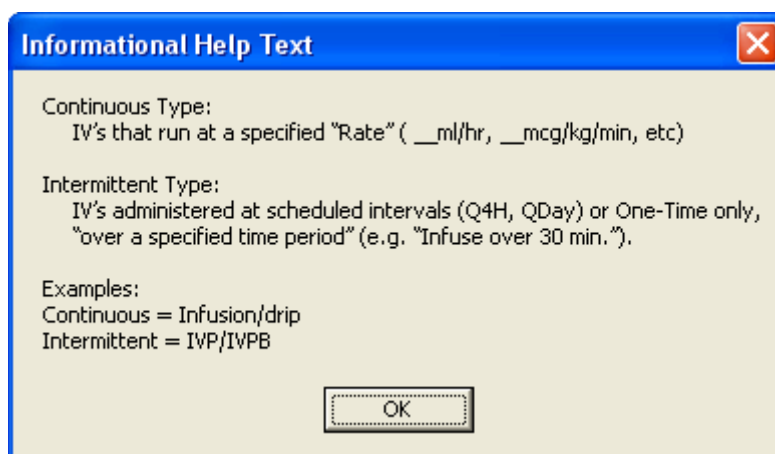 Informational Help Text
Continuous Type:
IV's that run at a specified "Rate" ( __ml/hr, __mcg/kg/min, etc)
Intermittent Type:
IV's administered at scheduled intervals (Q4H, QDay) or One-Time only,
"over a specified time period" (e.g. "Infuse over 30 min.").
Examples:
Continuous = Infusion/drip
Intermittent = IVP/IVPB
OK